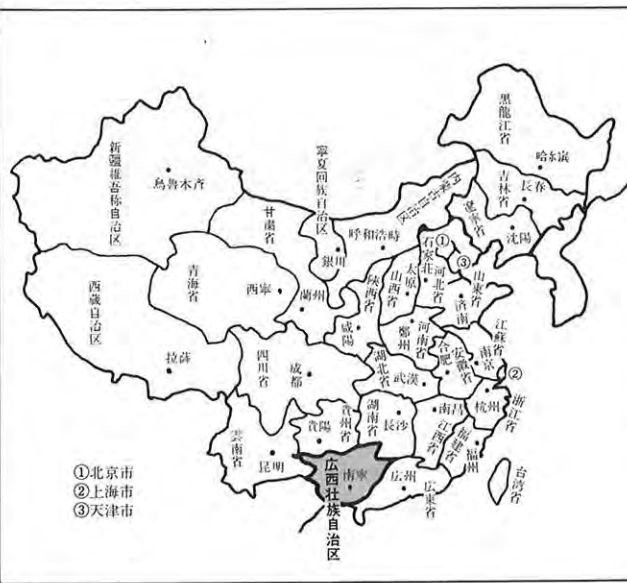 黒龍江省
哈尔滨
吉林省
長春
遼寧省
沈陽
内蒙古自治区
呼和浩時
寧夏回族自治区
銀川
新疆維吾称自治区
烏魯木斉
甘粛省
蘭州
青海省
西寧
西蔵自治区
拉薩
四川省
成都
陝西省
咸陽
山西省
太原
石家荘
河北省
①
③
山東省
済南
河南省
鄭州
江蘇省
南京
②
安徽省
合肥
湖北省
武漢
浙江省
杭州
湖南省
長沙
江西省
南昌
福建省
福州
台湾省
貴州省
貴陽
雲南省
昆明
広西壮族自治区
南寧
広東省
広州
①北京市
②上海市
③天津市